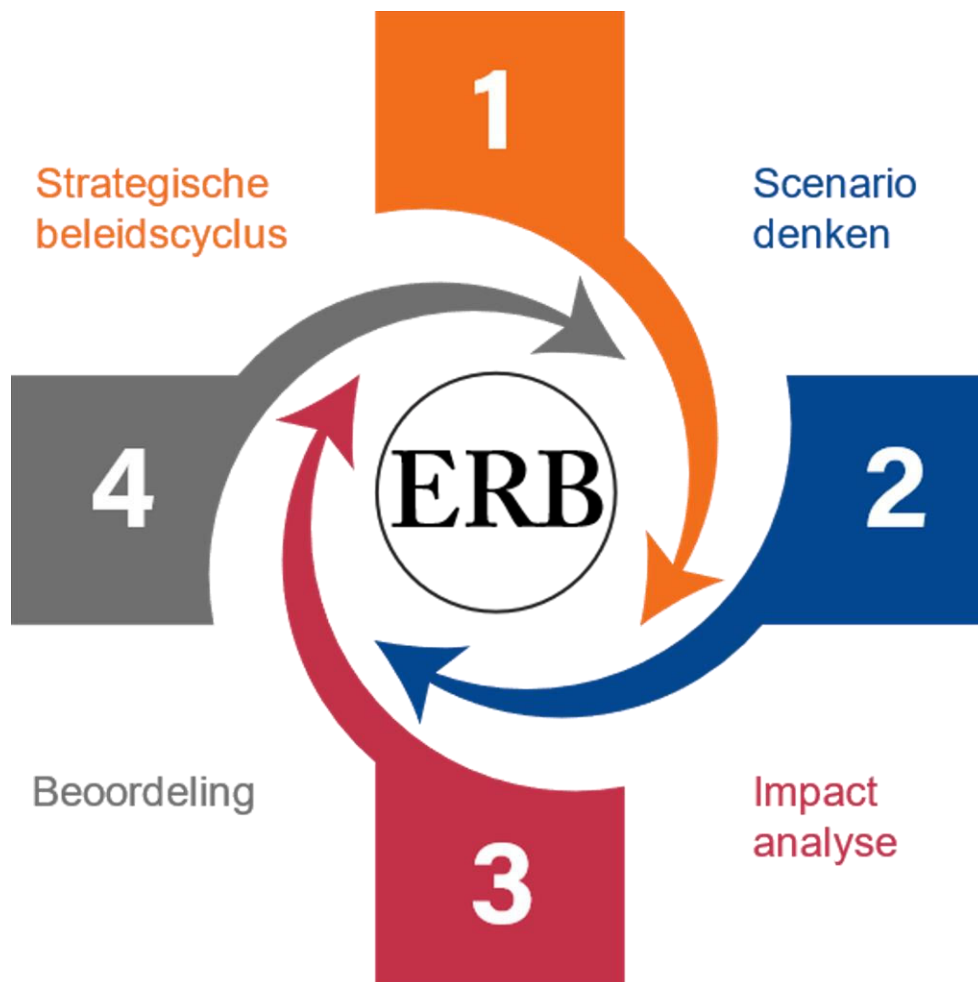 1
Strategische
beleidscyclus
Scenario
denken
4
ERB
2
Beoordeling
Impact
analyse
3